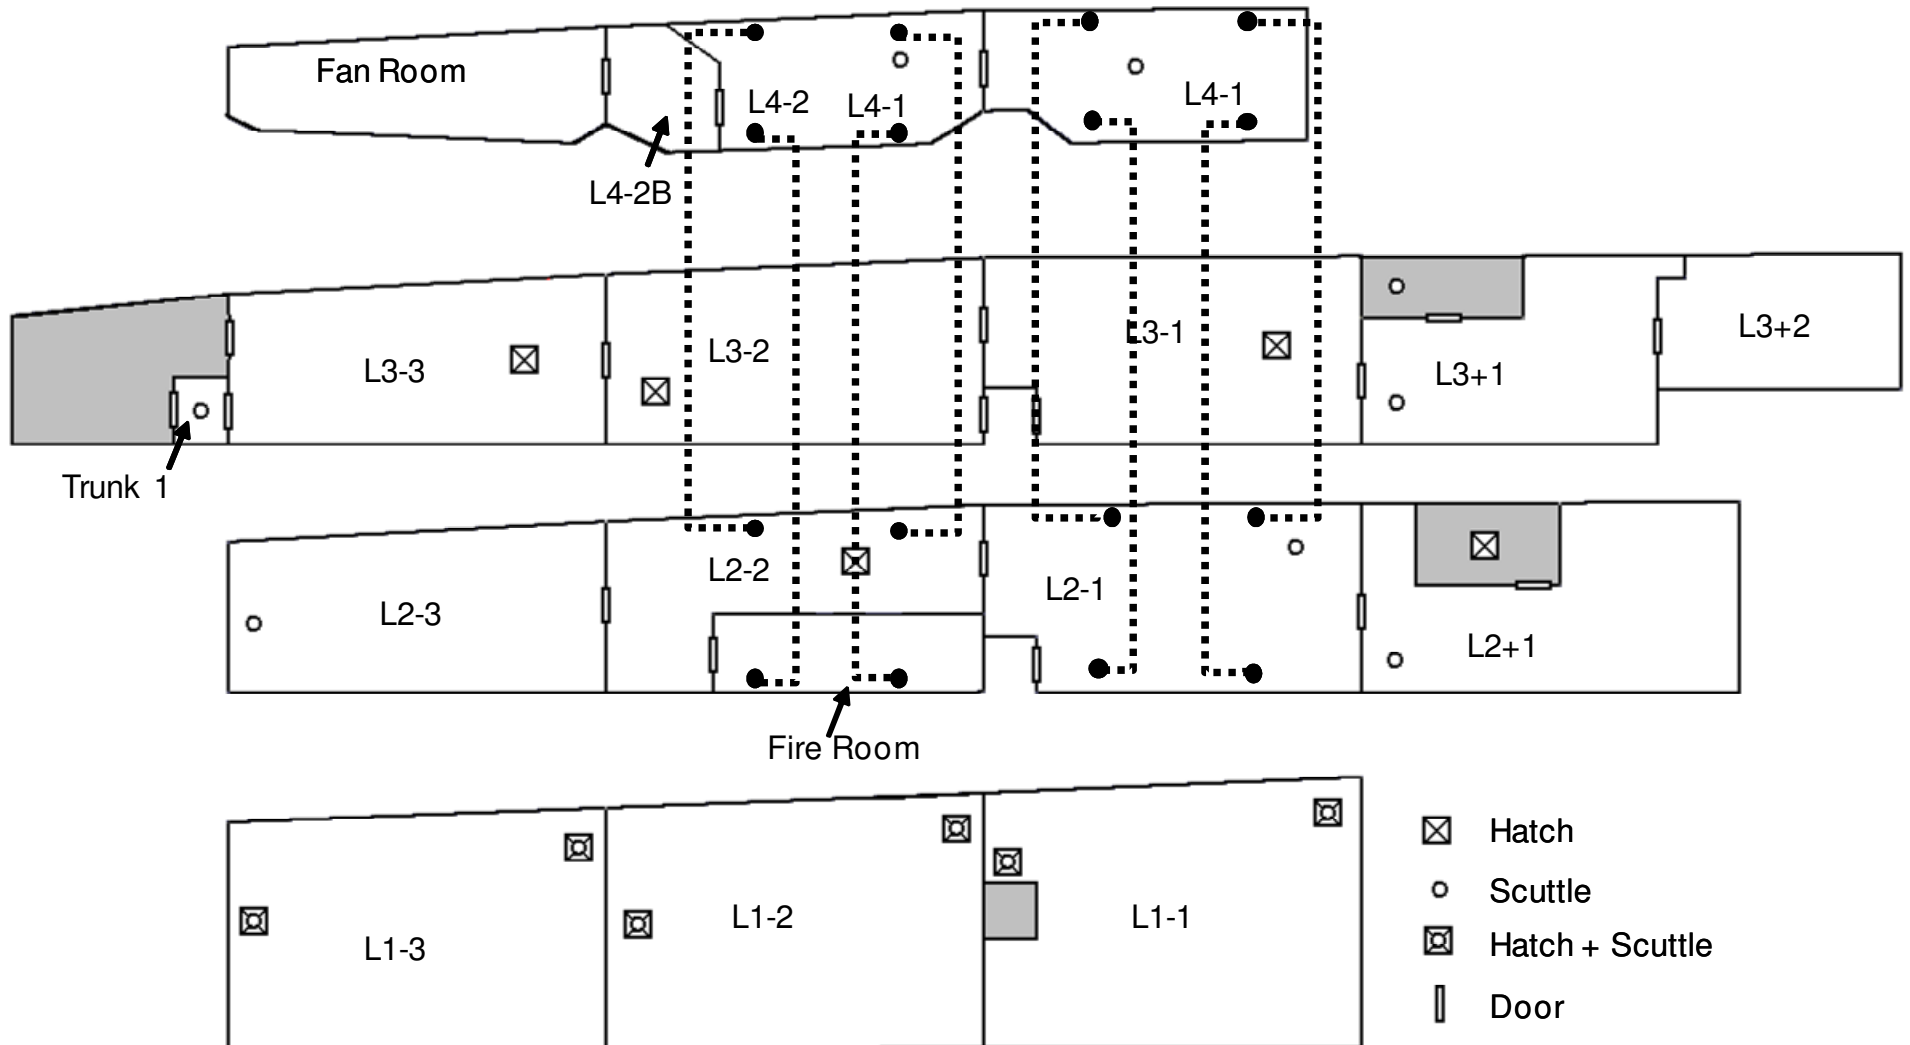 Fan Room
L4-2
L4-1
L4-1
L4-2B
L3-3
L3-2
L3-1
L3+1
L3+2
Trunk 1
L2-3
L2-2
L2-1
L2+1
Fire Room
L1-3
L1-2
L1-1
Hatch
Scuttle
Hatch + Scuttle
Door